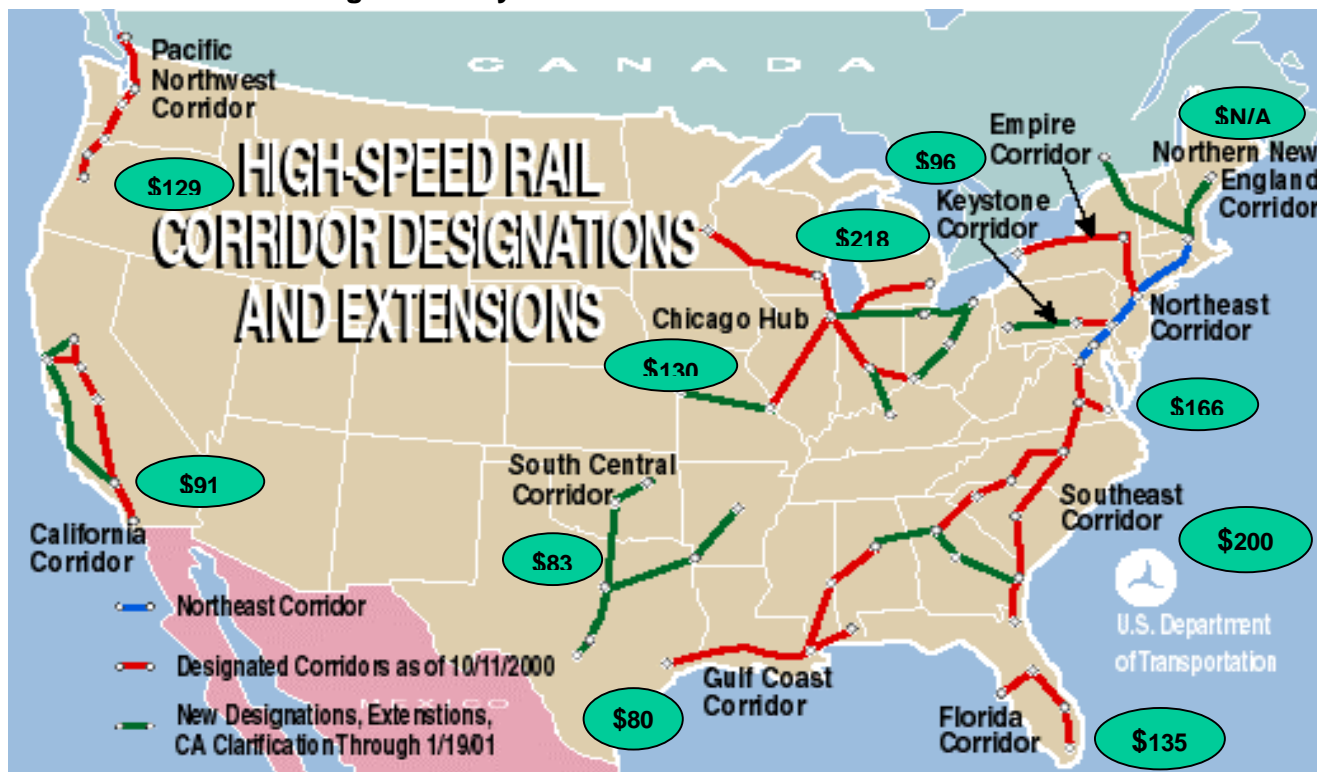 CANADA
Pacific
Northwest
Corridor
$N/A
Empire
Corridor
$96
Northern New
England
Corridor
HIGH-SPEED RAIL
CORRIDOR DESIGNATIONS
AND EXTENSIONS
$129
Keystone
Corridor
$218
Chicago Hub
Northeast
Corridor
$130
$166
South Central
Corridor
$91
Southeast
Corridor
California
Corridor
$83
$200
Northeast Corridor
U.S. Department
of Transportation
Designated Corridors as of 10/11/2000
MEXICO
Gulf Coast
Corridor
$80
New Designations, Extenstions,
CA Clarification Through 1/19/01
Florida
Corridor
$135